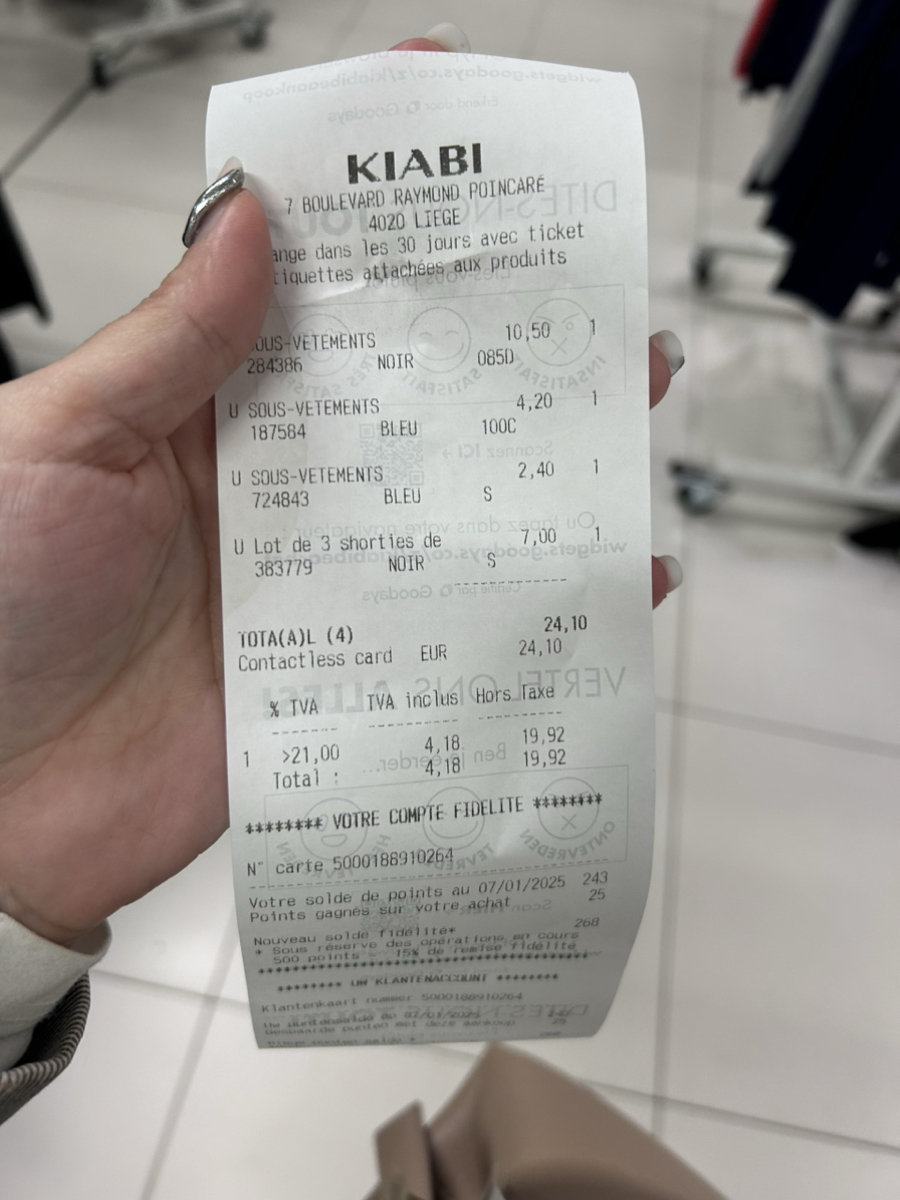 KIABI
7 BOULEVARD RAYMOND POINCARÉ
4020 LIEGE
ange dans les 30 jours avec ticket
tiquettes attachées aux produits
OUS-VETEMENTS 10,50 1
284386 NOIR 085D
U SOUS-VETEMENTS 4,20 1
187584 BLEU 100C
U SOUS-VETEMENTS 2,40 1
724843 BLEU S
U Lot de 3 shorties de 7,00 1
383779 NOIR S
TOTA(A)L (4) 24,10
Contactless card EUR 24,10
% TVA TVA inclus Hors Taxe
1 >21,00 4,18 19,92
Total : 4,18 19,92
******** VOTRE COMPTE FIDELITE ********
N° carte 5000188910264
Votre solde de points au 07/01/2025 243
Points gagnés sur votre achat 25
Nouveau solde fidélité* 268
* Sous réserve des opérations en cours
500 points = 15% de remise fidélité
******** UW KLANTENACCOUNT ********
Klantenkaart nummer 5000188910264